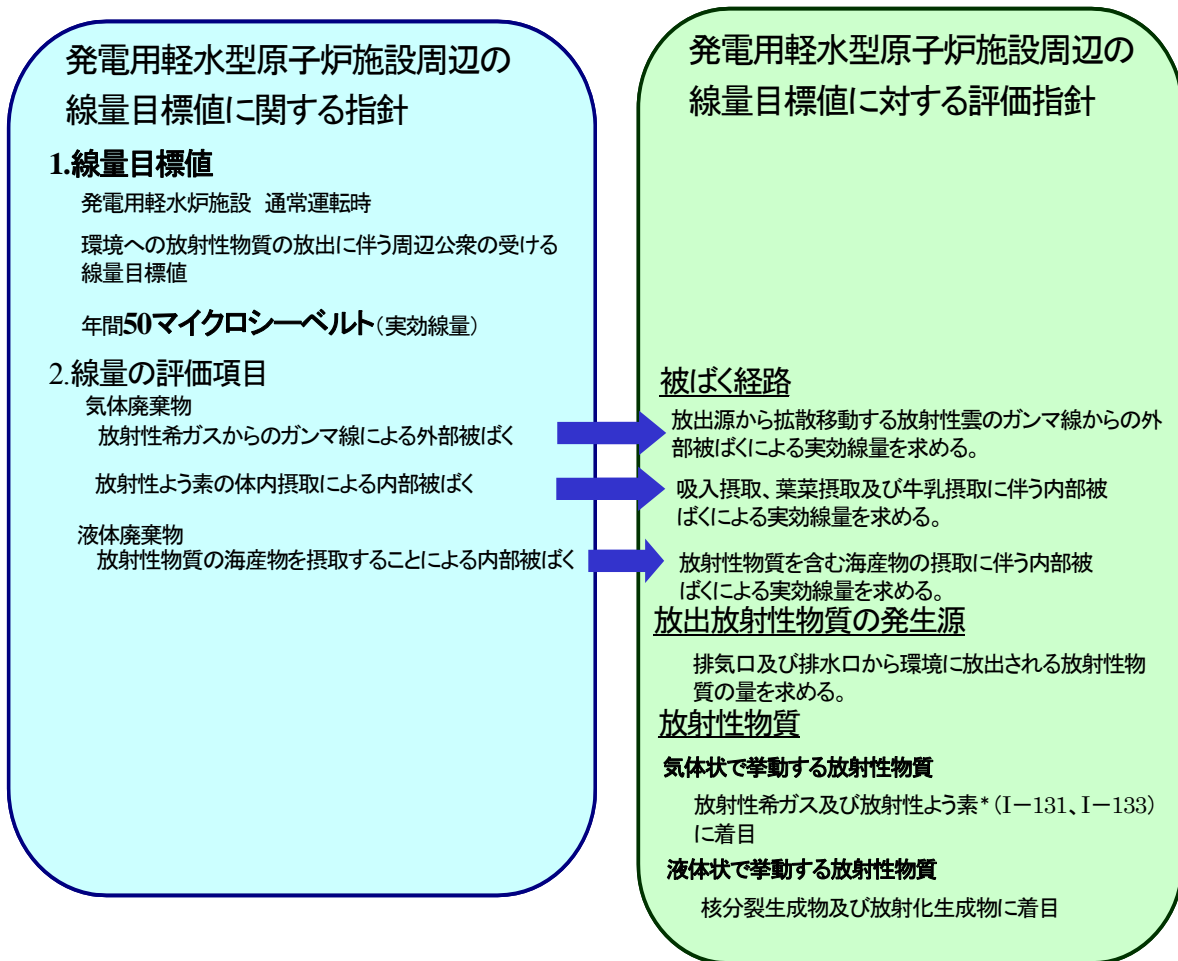 発電用軽水型原子炉施設周辺の
線量目標値に関する指針
1.線量目標値
発電用軽水炉施設 通常運転時
環境への放射性物質の放出に伴う周辺公衆の受ける
線量目標値
年間50マイクロシーベルト(実効線量)
2.線量の評価項目
気体廃棄物
放射性希ガスからのガンマ線による外部被ばく
放射性よう素の体内摂取による内部被ばく
液体廃棄物
放射性物質の海産物を摂取することによる内部被ばく
発電用軽水型原子炉施設周辺の
線量目標値に対する評価指針
被ばく経路
放出源から拡散移動する放射性雲のガンマ線からの外
部被ばくによる実効線量を求める。
吸入摂取、葉菜摂取及び牛乳摂取に伴う内部被
ばくによる実効線量を求める。
放射性物質を含む海産物の摂取に伴う内部被
ばくによる実効線量を求める。
放出放射性物質の発生源
排気口及び排水口から環境に放出される放射性物
質の量を求める。
放射性物質
気体状で挙動する放射性物質
放射性希ガス及び放射性よう素*(I－131、I－133)
に着目
液体状で挙動する放射性物質
核分裂生成物及び放射化生成物に着目